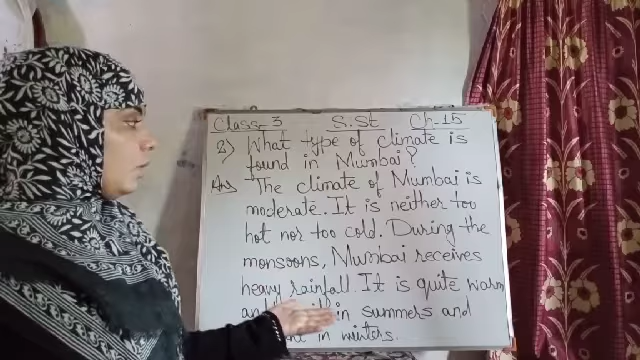 Class-3 S.St Ch-15
8) What type of climate is
found in Mumbai?
Ans The climate of Mumbai is
moderate. It is neither too
hot nor too cold. During the
monsoons, Mumbai receives
heavy rainfall. It is quite warm
in summers and
in winters.